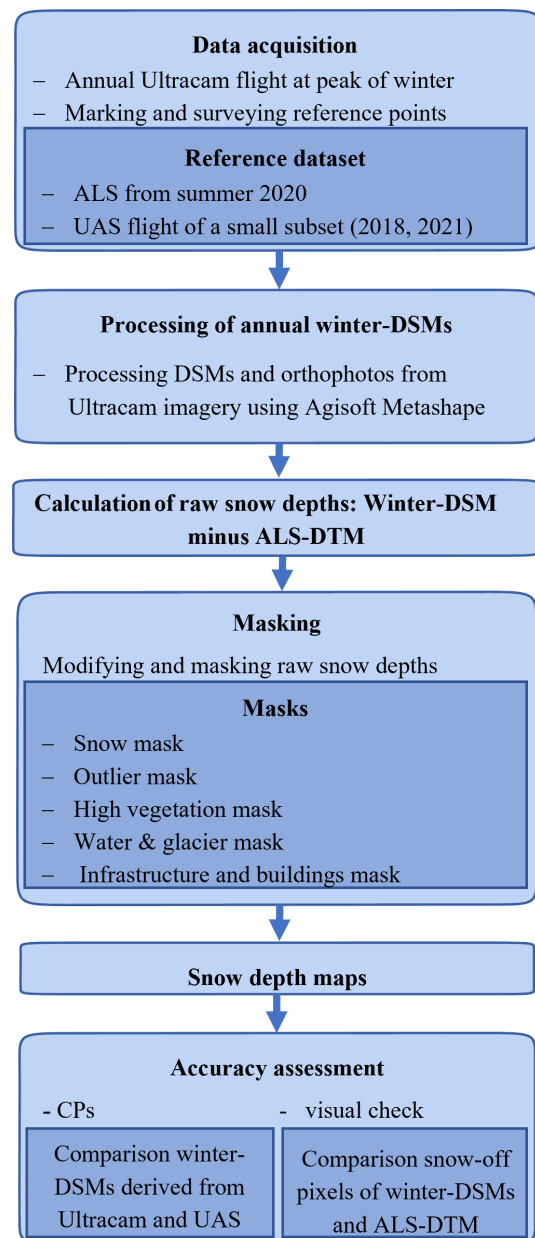 Data acquisition
– Annual Ultracam flight at peak of winter
– Marking and surveying reference points
Reference dataset
– ALS from summer 2020
– UAS flight of a small subset (2018, 2021)
Processing of annual winter-DSMs
– Processing DSMs and orthophotos from
Ultracam imagery using Agisoft Metashape
Calculation of raw snow depths: Winter-DSM
minus ALS-DTM
Masking
Modifying and masking raw snow depths
Masks
– Snow mask
– Outlier mask
– High vegetation mask
– Water & glacier mask
– Infrastructure and buildings mask
Snow depth maps
Accuracy assessment
- CPs - visual check
Comparison winter-
DSMs derived from
Ultracam and UAS
Comparison snow-off
pixels of winter-DSMs
and ALS-DTM